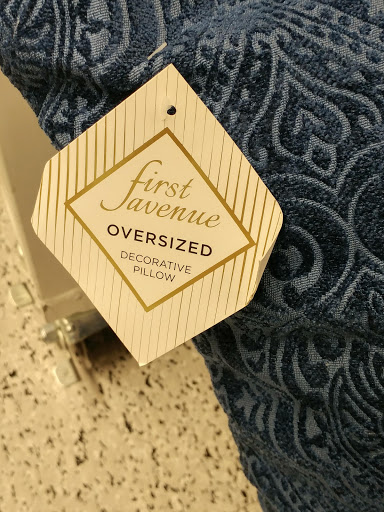 first
avenue
OVERSIZED
DECORATIVE
PILLOW